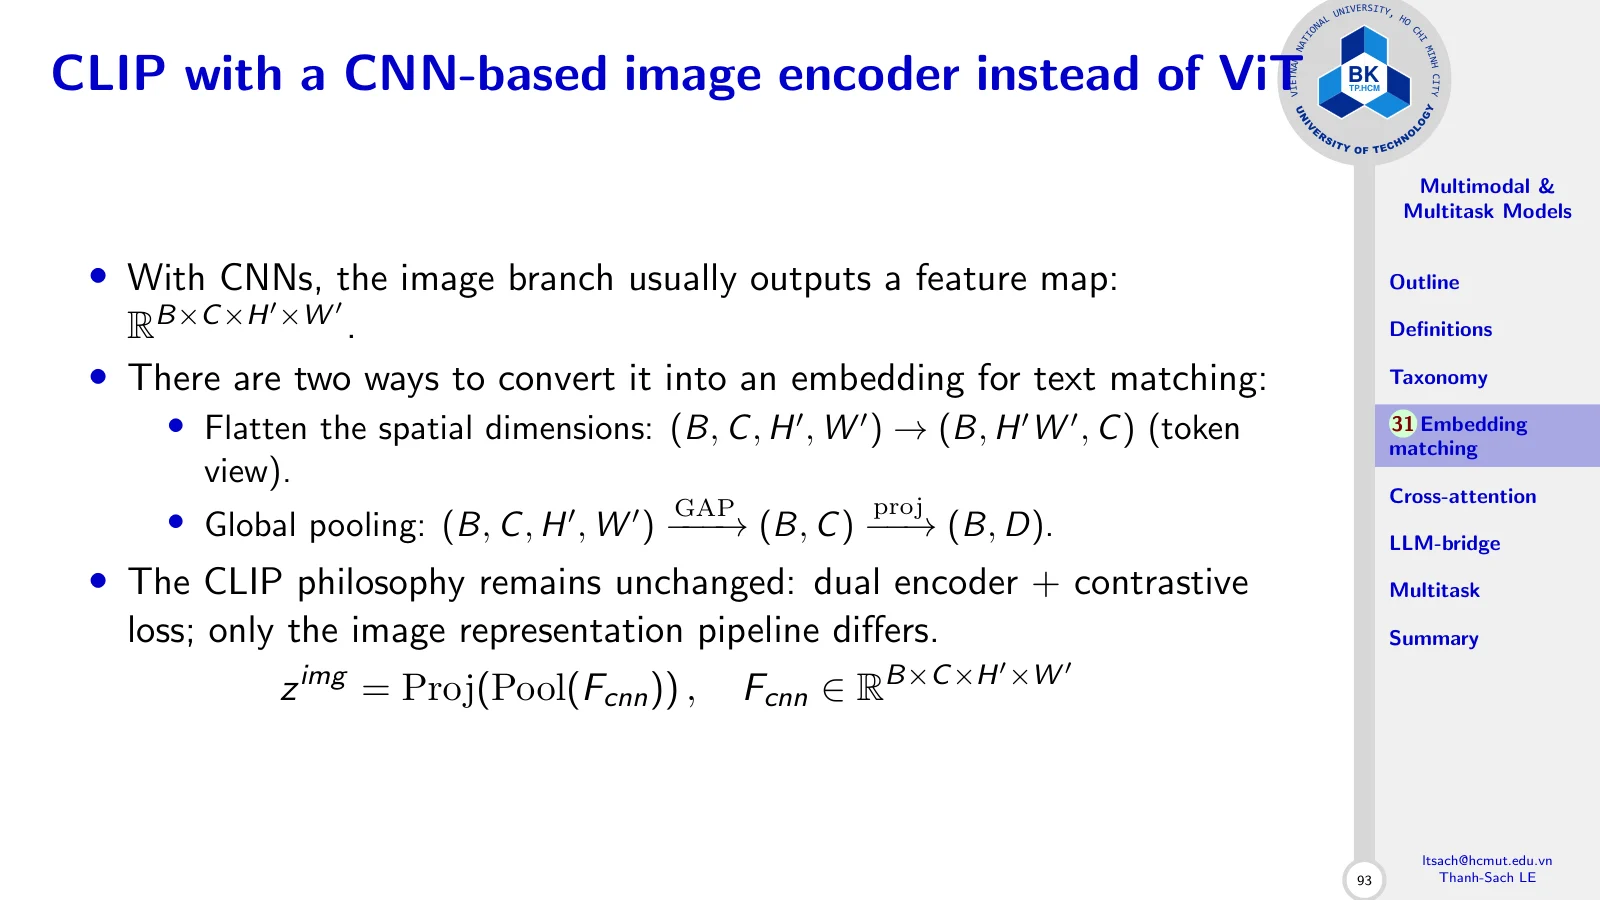 CLIP with a CNN-based image encoder instead of ViT
VIETNAM NATIONAL UNIVERSITY, HO CHI MINH CITY
BK
TP.HCM
UNIVERSITY OF TECHNOLOGY
• With CNNs, the image branch usually outputs a feature map:
ℝ^{B×C×H′×W′}.
• There are two ways to convert it into an embedding for text matching:
• Flatten the spatial dimensions: (B, C, H′, W′) → (B, H′W′, C) (token
view).
• Global pooling: (B, C, H′, W′) \xrightarrow{GAP} (B, C) \xrightarrow{proj} (B, D).
• The CLIP philosophy remains unchanged: dual encoder + contrastive
loss; only the image representation pipeline differs.
z^{img} = Proj(Pool(F_{cnn})), F_{cnn} ∈ ℝ^{B×C×H′×W′}
Multimodal &
Multitask Models
Outline
Definitions
Taxonomy
31 Embedding
matching
Cross-attention
LLM-bridge
Multitask
Summary
ltsach@hcmut.edu.vn
Thanh-Sach LE
93